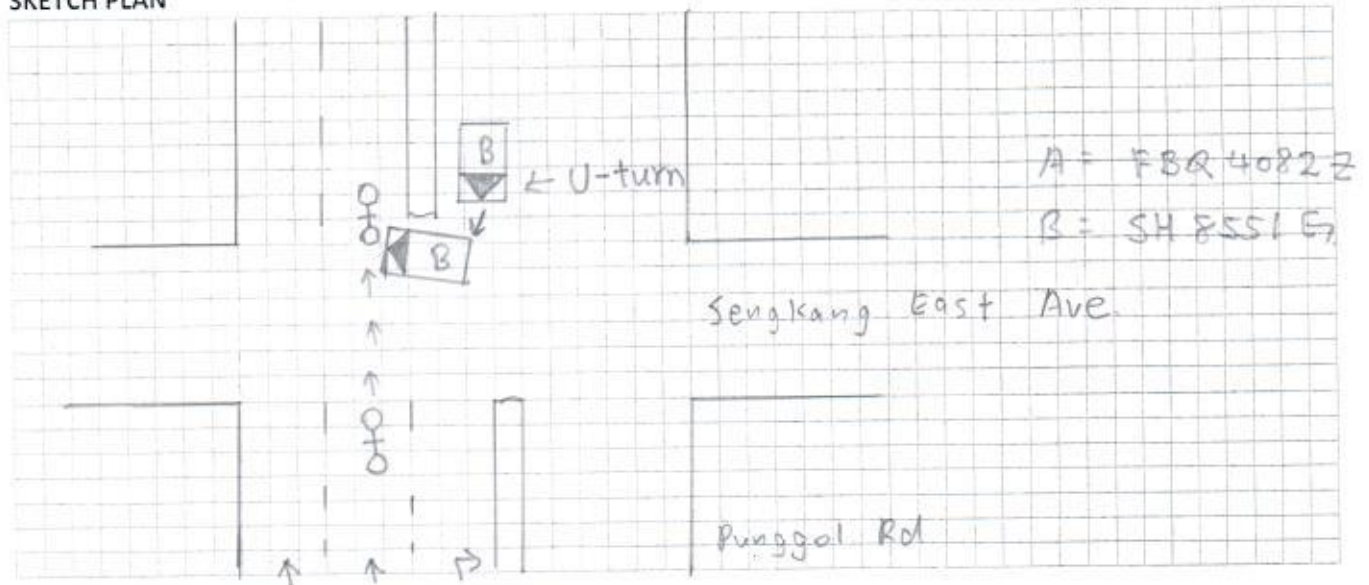 SKETCH PLAN
B
← U-turn
B
A = FBQ 4082 Z
B = SH 8551 G
Sengkang East Ave.
Punggol Rd